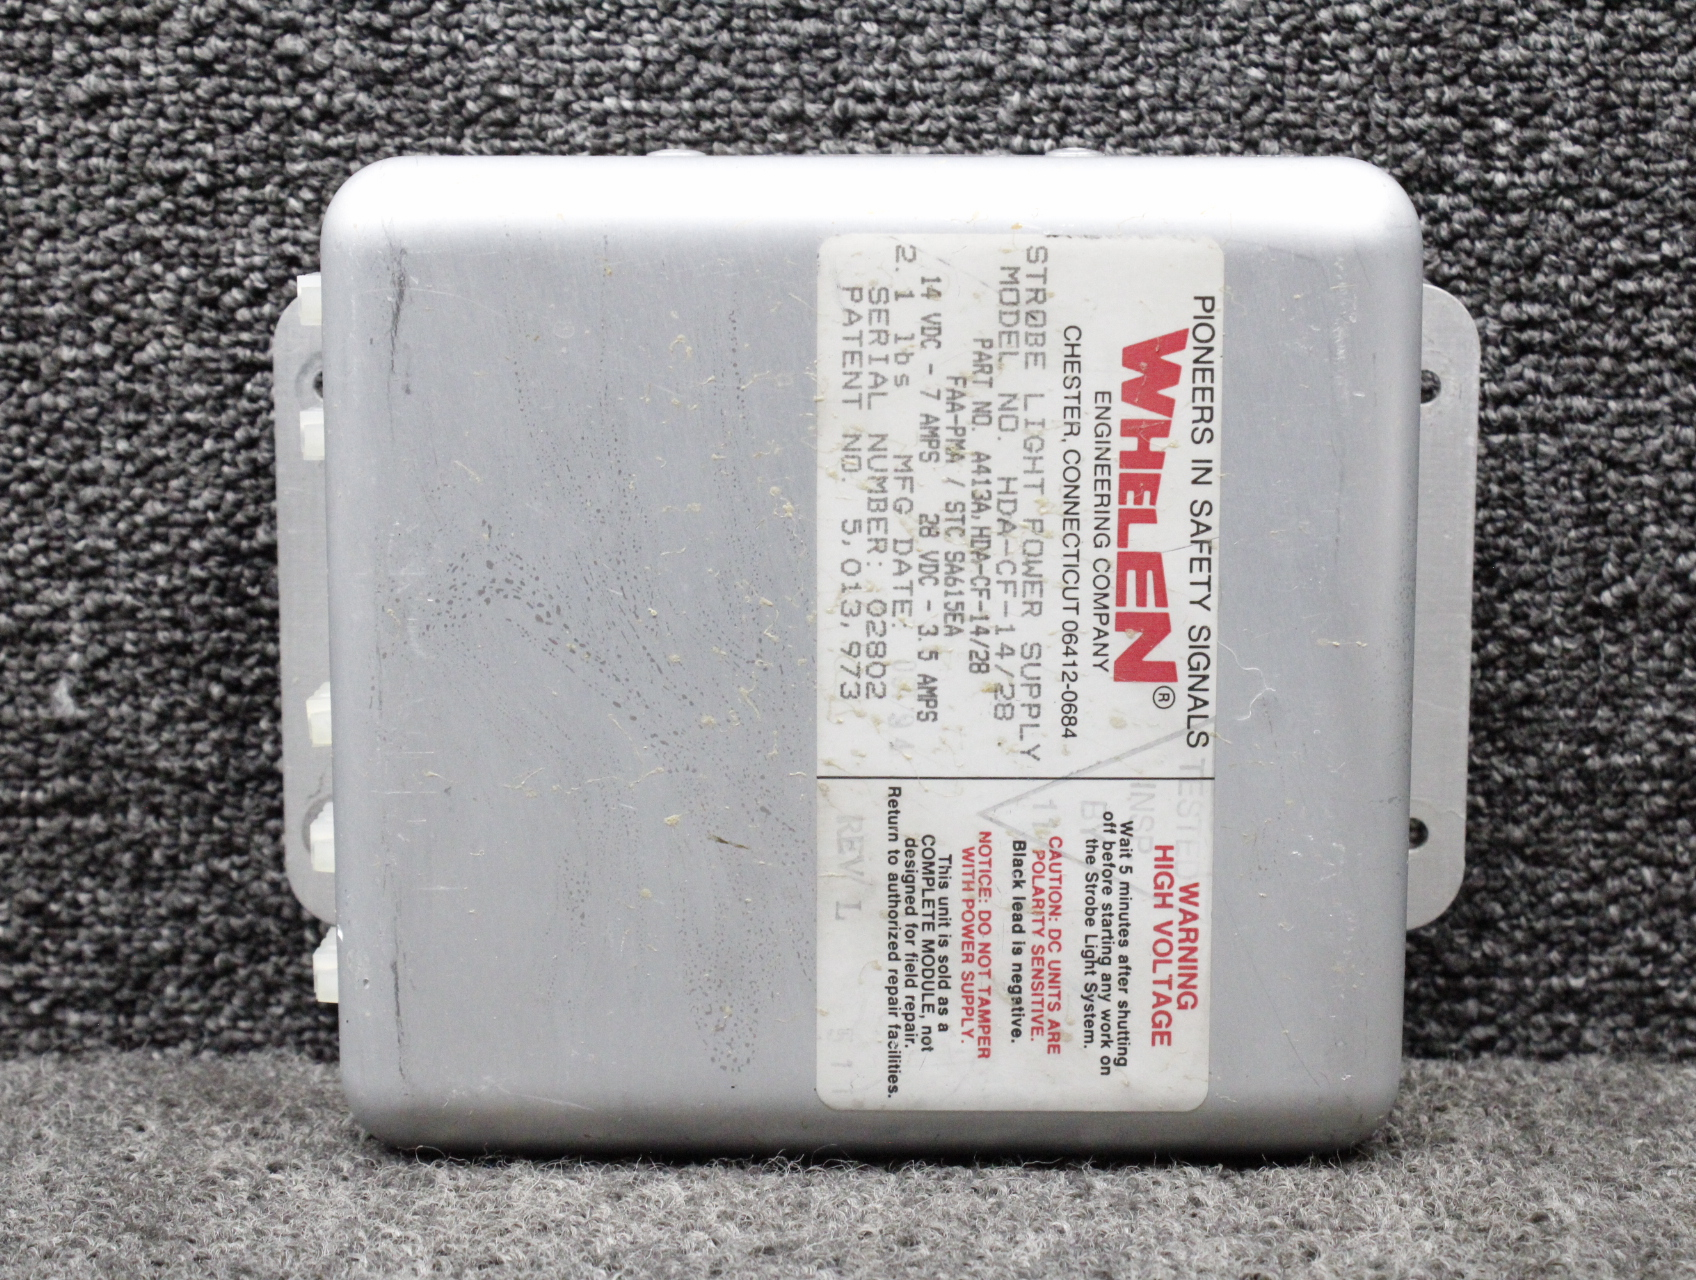 PIONEERS IN SAFETY SIGNALS
WHELEN®
ENGINEERING COMPANY
CHESTER, CONNECTICUT 06412-0684
STROBE LIGHT POWER SUPPLY
MODEL NO. HDA-CF-14/28
PART NO. A413A,HDA-CF-14/28
FAA-PMA / STC SA615EA
14 VDC - 7 AMPS 28 VDC - 3.5 AMPS
2.1 lbs MFG DATE:
SERIAL NUMBER: 02802
PATENT NO. 5,013,973
TESTED
INSP
BY
WARNING
HIGH VOLTAGE
Wait 5 minutes after shutting
off before starting any work on
the Strobe Light System.
CAUTION: DC UNITS ARE
POLARITY SENSITIVE.
Black lead is negative.
NOTICE: DO NOT TAMPER
WITH POWER SUPPLY.
This unit is sold as a
COMPLETE MODULE, not
designed for field repair.
Return to authorized repair facilities.